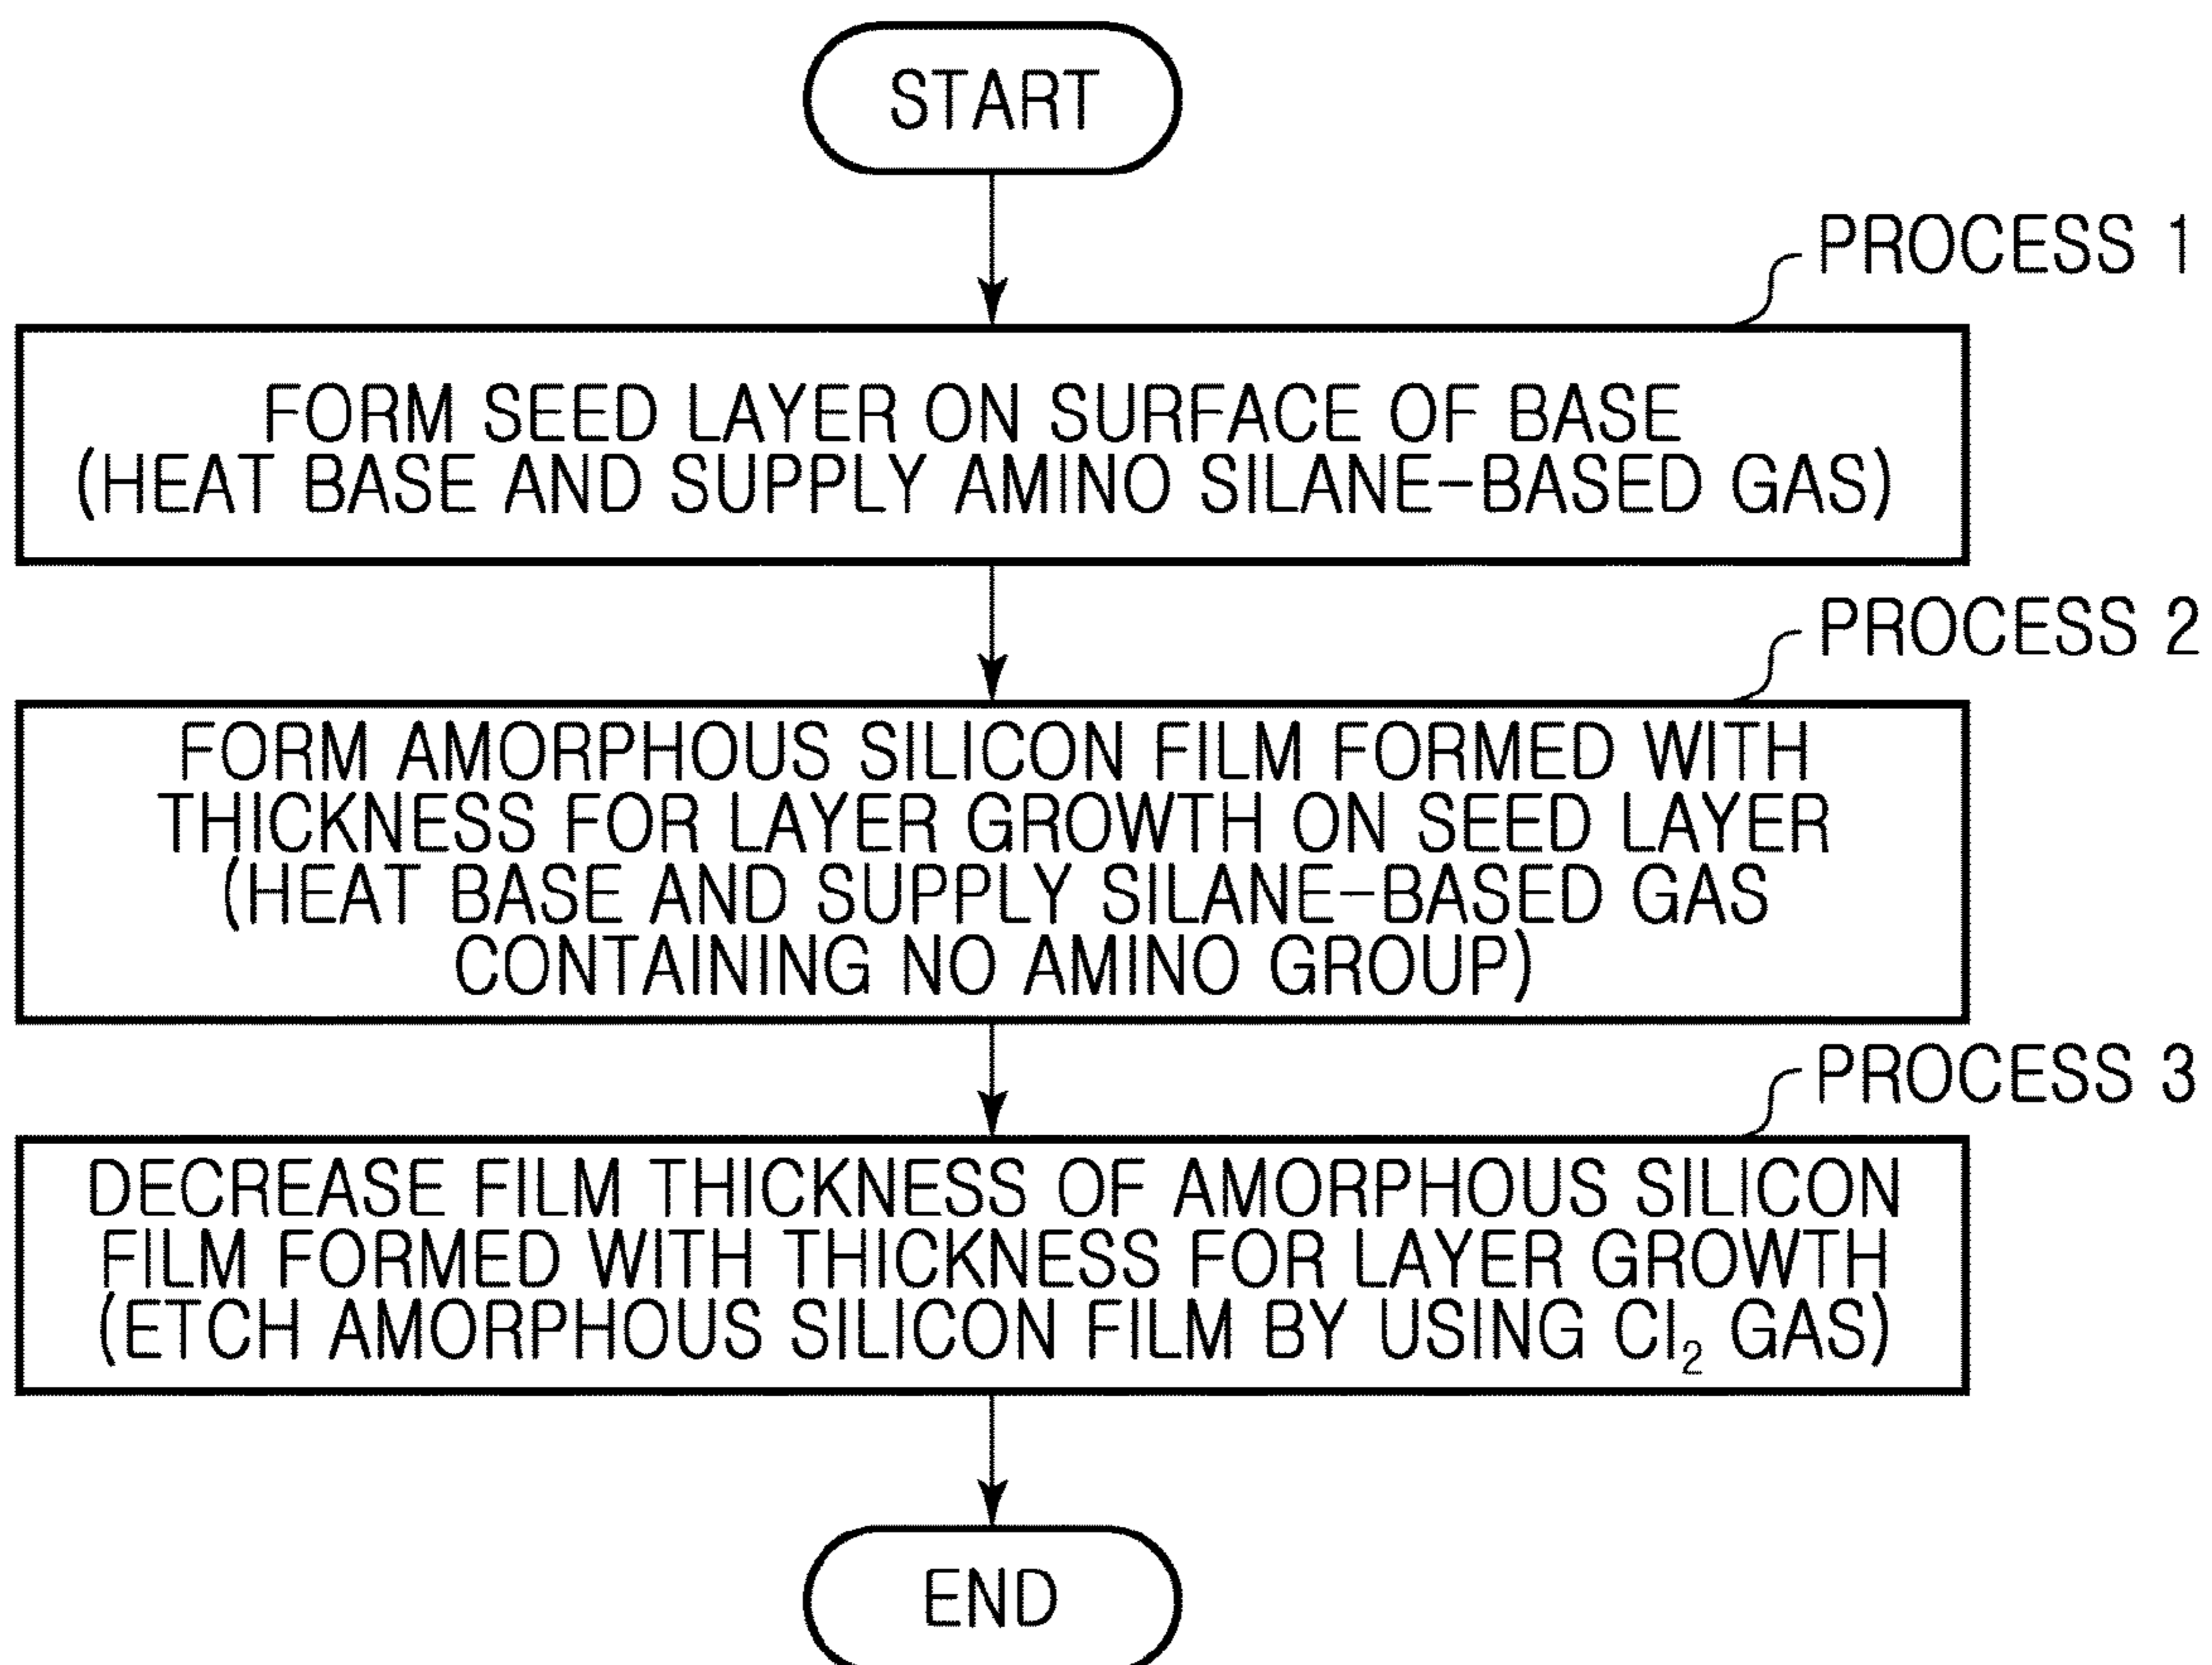 START
PROCESS 1
FORM SEED LAYER ON SURFACE OF BASE
(HEAT BASE AND SUPPLY AMINO SILANE-BASED GAS)
PROCESS 2
FORM AMORPHOUS SILICON FILM FORMED WITH
THICKNESS FOR LAYER GROWTH ON SEED LAYER
(HEAT BASE AND SUPPLY SILANE-BASED GAS
CONTAINING NO AMINO GROUP)
PROCESS 3
DECREASE FILM THICKNESS OF AMORPHOUS SILICON
FILM FORMED WITH THICKNESS FOR LAYER GROWTH
(ETCH AMORPHOUS SILICON FILM BY USING Cl₂ GAS)
END